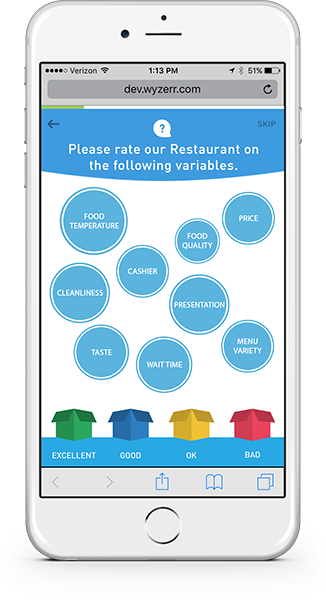 Verizon 1:13 PM 51%
dev.wyzerr.com
?
SKIP
Please rate our Restaurant on
the following variables.
FOOD
TEMPERATURE
PRICE
FOOD
QUALITY
CASHIER
CLEANLINESS
PRESENTATION
MENU
VARIETY
TASTE
WAIT TIME
EXCELLENT GOOD OK BAD